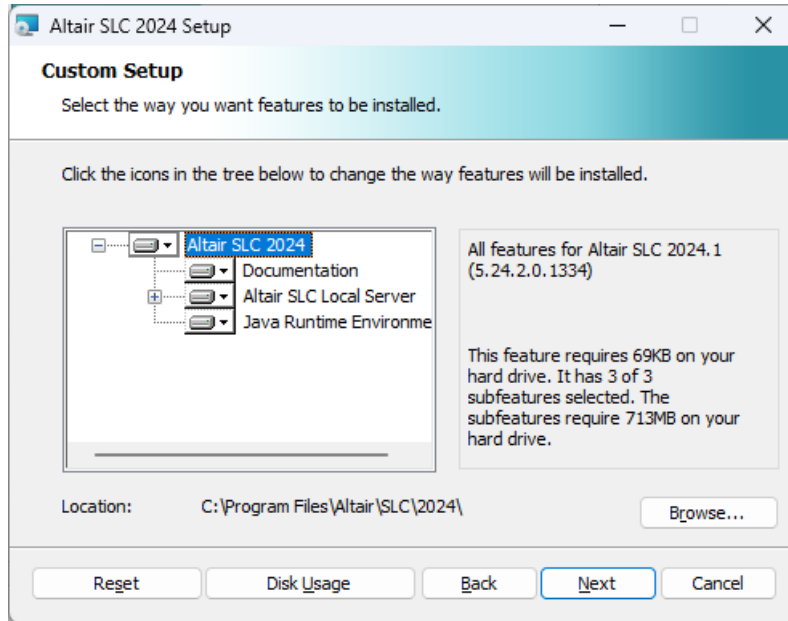 Altair SLC 2024 Setup
Custom Setup
Select the way you want features to be installed.
Click the icons in the tree below to change the way features will be installed.
Altair SLC 2024
Documentation
Altair SLC Local Server
Java Runtime Environme
All features for Altair SLC 2024.1
(5.24.2.0.1334)
This feature requires 69KB on your
hard drive. It has 3 of 3
subfeatures selected. The
subfeatures require 713MB on your
hard drive.
Location: C:\Program Files\Altair\SLC\2024\
Browse...
Reset Disk Usage Back Next Cancel